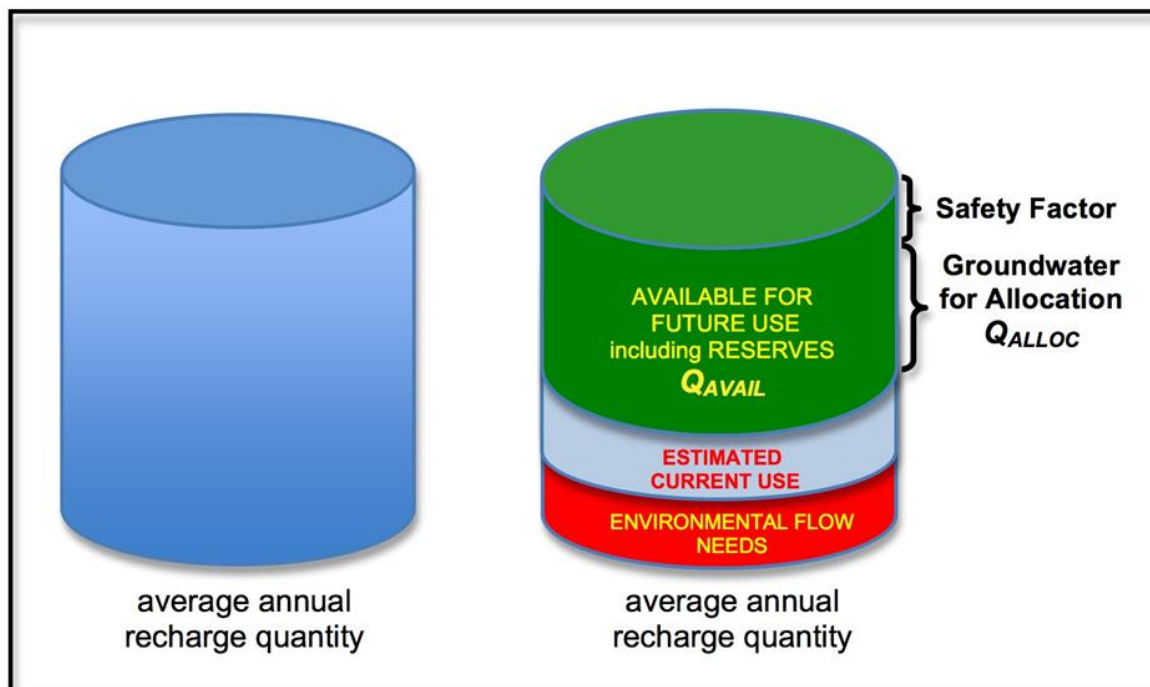 Safety Factor
Groundwater
for Allocation
QALLOC
AVAILABLE FOR
FUTURE USE
including RESERVES
QAVAIL
ESTIMATED
CURRENT USE
ENVIRONMENTAL FLOW
NEEDS
average annual
recharge quantity
average annual
recharge quantity